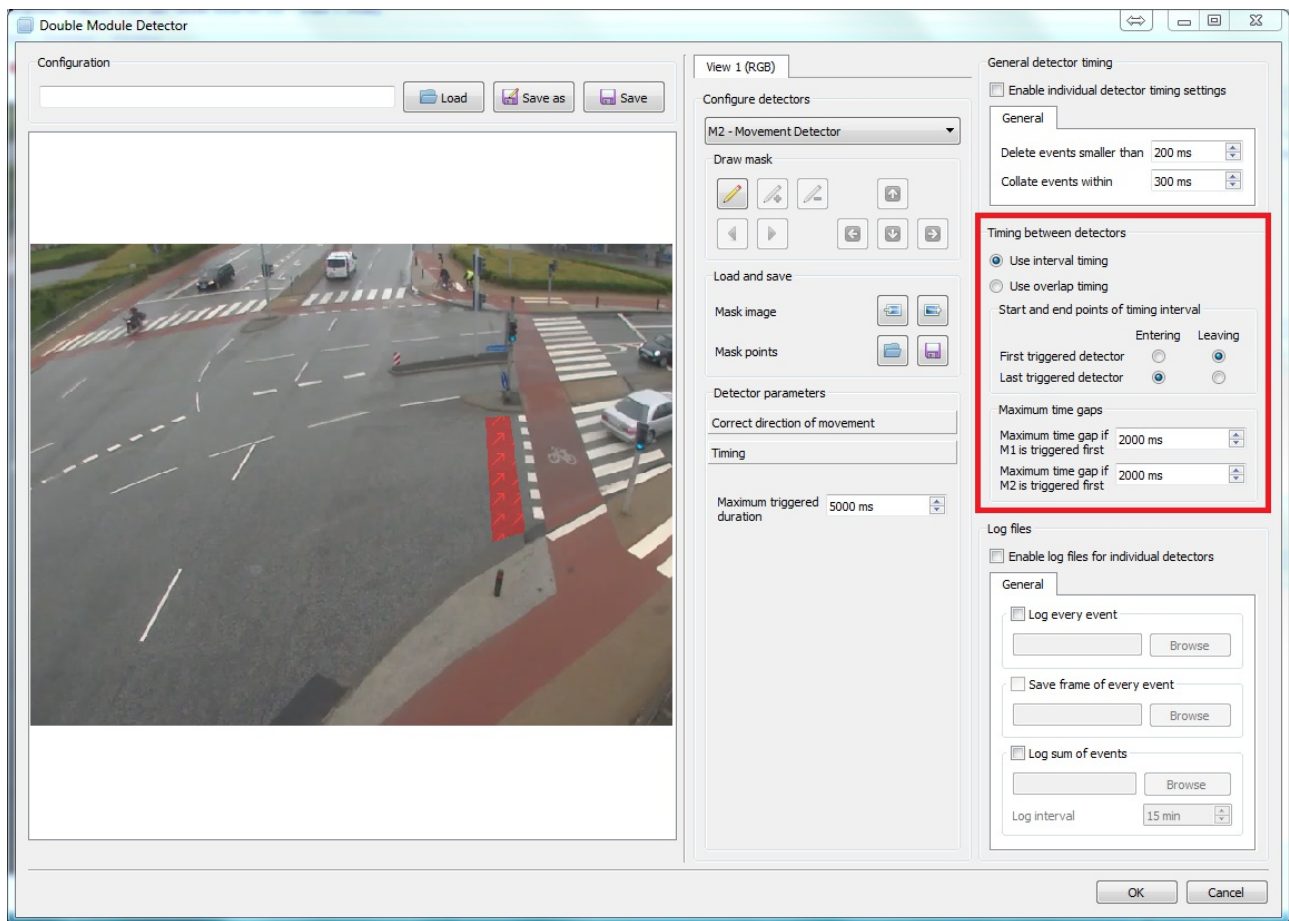 Double Module Detector
Configuration
Load
Save as
Save
View 1 (RGB)
Configure detectors
M2 - Movement Detector
Draw mask
Load and save
Mask image
Mask points
Detector parameters
Correct direction of movement
Timing
Maximum triggered
duration
5000 ms
General detector timing
Enable individual detector timing settings
General
Delete events smaller than 200 ms
Collate events within 300 ms
Timing between detectors
Use interval timing
Use overlap timing
Start and end points of timing interval
Entering Leaving
First triggered detector
Last triggered detector
Maximum time gaps
Maximum time gap if
M1 is triggered first
2000 ms
Maximum time gap if
M2 is triggered first
2000 ms
Log files
Enable log files for individual detectors
General
Log every event
Browse
Save frame of every event
Browse
Log sum of events
Browse
Log interval 15 min
OK Cancel